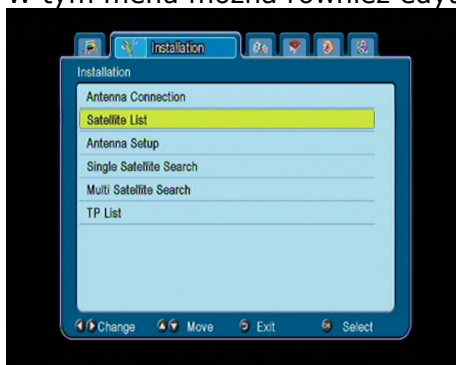 W tym menu można również edyt
Installation
Installation
Antenna Connection
Satellite List
Antenna Setup
Single Satellite Search
Multi Satellite Search
TP List
Change Move Exit Select